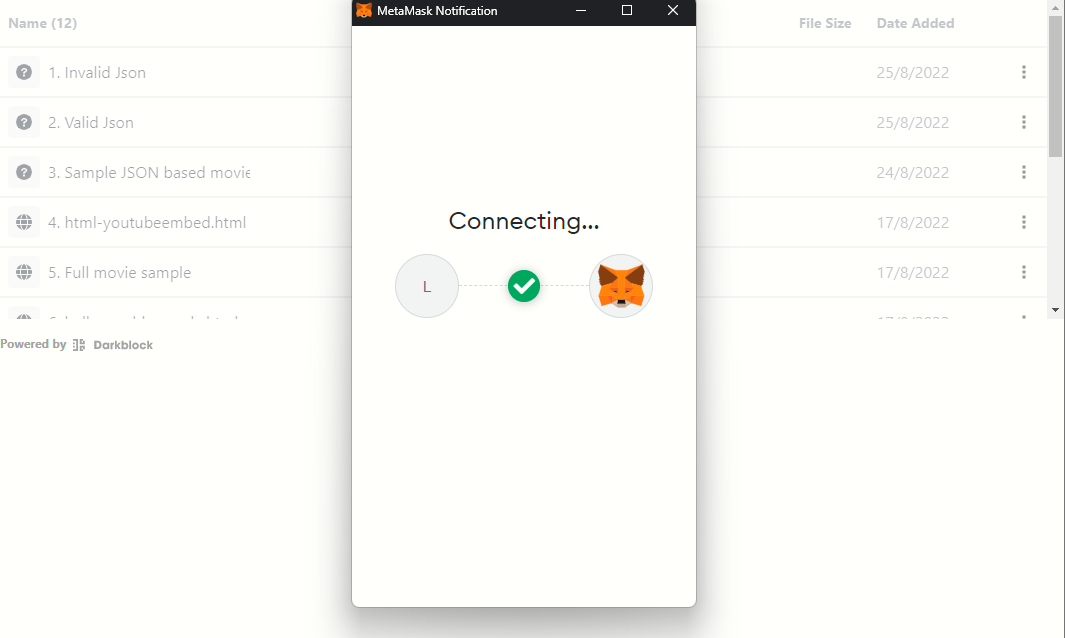 MetaMask Notification
Name (12) File Size Date Added
1. Invalid Json 25/8/2022
2. Valid Json 25/8/2022
3. Sample JSON based movie 24/8/2022
4. html-youtubeembed.html 17/8/2022
5. Full movie sample 17/8/2022
Connecting...
L
Powered by Darkblock